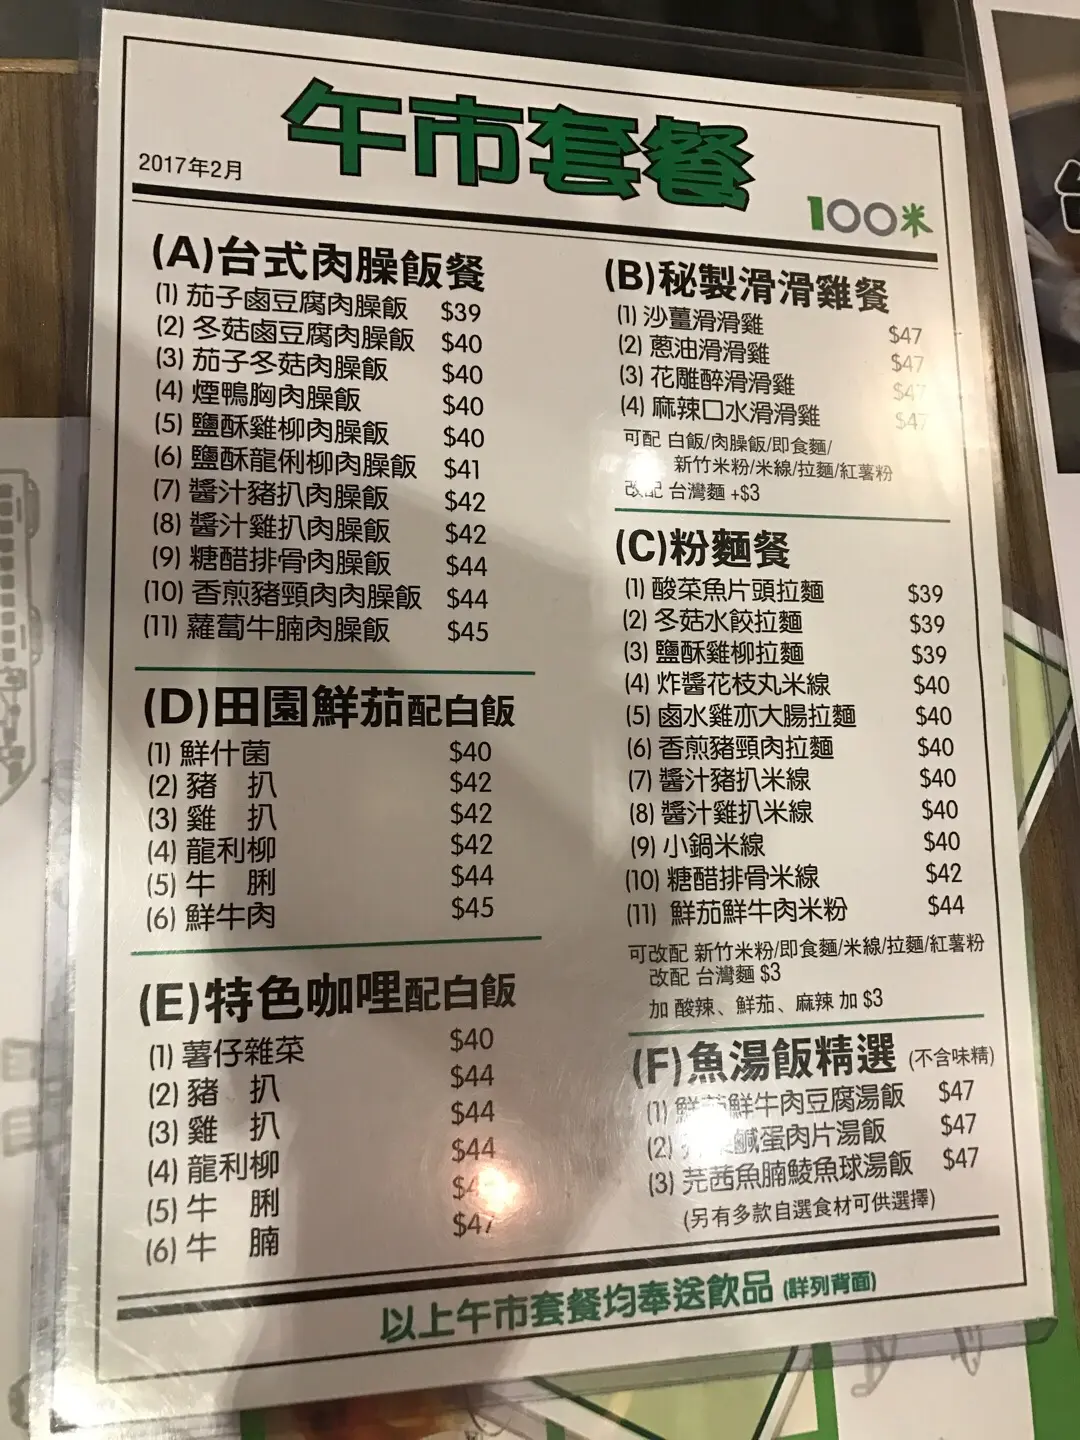 午市套餐
2017年2月
100米
(A)台式肉臊飯餐
(1) 茄子鹵豆腐肉臊飯 $39
(2) 冬菇鹵豆腐肉臊飯 $40
(3) 茄子冬菇肉臊飯 $40
(4) 煙鴨胸肉臊飯 $40
(5) 鹽酥雞柳肉臊飯 $40
(6) 鹽酥龍俐柳肉臊飯 $41
(7) 醬汁豬扒肉臊飯 $42
(8) 醬汁雞扒肉臊飯 $42
(9) 糖醋排骨肉臊飯 $44
(10) 香煎豬頸肉肉臊飯 $44
(11) 蘿蔔牛腩肉臊飯 $45
(D)田園鮮茄配白飯
(1) 鮮什菌 $40
(2) 豬 扒 $42
(3) 雞 扒 $42
(4) 龍利柳 $42
(5) 牛 脷 $44
(6) 鮮牛肉 $45
(E)特色咖哩配白飯
(1) 薯仔雜菜 $40
(2) 豬 扒 $44
(3) 雞 扒 $44
(4) 龍利柳 $44
(5) 牛 脷
(6) 牛 腩 $47
(B)秘製滑滑雞餐
(1) 沙薑滑滑雞 $47
(2) 蔥油滑滑雞 $47
(3) 花雕醉滑滑雞 $47
(4) 麻辣口水滑滑雞 $47
可配 白飯/肉臊飯/即食麵/
新竹米粉/米線/拉麵/紅薯粉
改配 台灣麵 +$3
(C)粉麵餐
(1) 酸菜魚片頭拉麵 $39
(2) 冬菇水餃拉麵 $39
(3) 鹽酥雞柳拉麵 $39
(4) 炸醬花枝丸米線 $40
(5) 鹵水雞亦大腸拉麵 $40
(6) 香煎豬頸肉拉麵 $40
(7) 醬汁豬扒米線 $40
(8) 醬汁雞扒米線 $40
(9) 小鍋米線 $40
(10) 糖醋排骨米線 $42
(11) 鮮茄鮮牛肉米粉 $44
可改配 新竹米粉/即食麵/米線/拉麵/紅薯粉
改配 台灣麵 $3
加 酸辣、鮮茄、麻辣 加 $3
(F)魚湯飯精選 (不含味精)
(1) 鮮茄鮮牛肉豆腐湯飯 $47
(2) 鹹蛋肉片湯飯 $47
(3) 芫茜魚腩鯪魚球湯飯 $47
(另有多款自選食材可供選擇)
以上午市套餐均奉送飲品 (詳列背面)